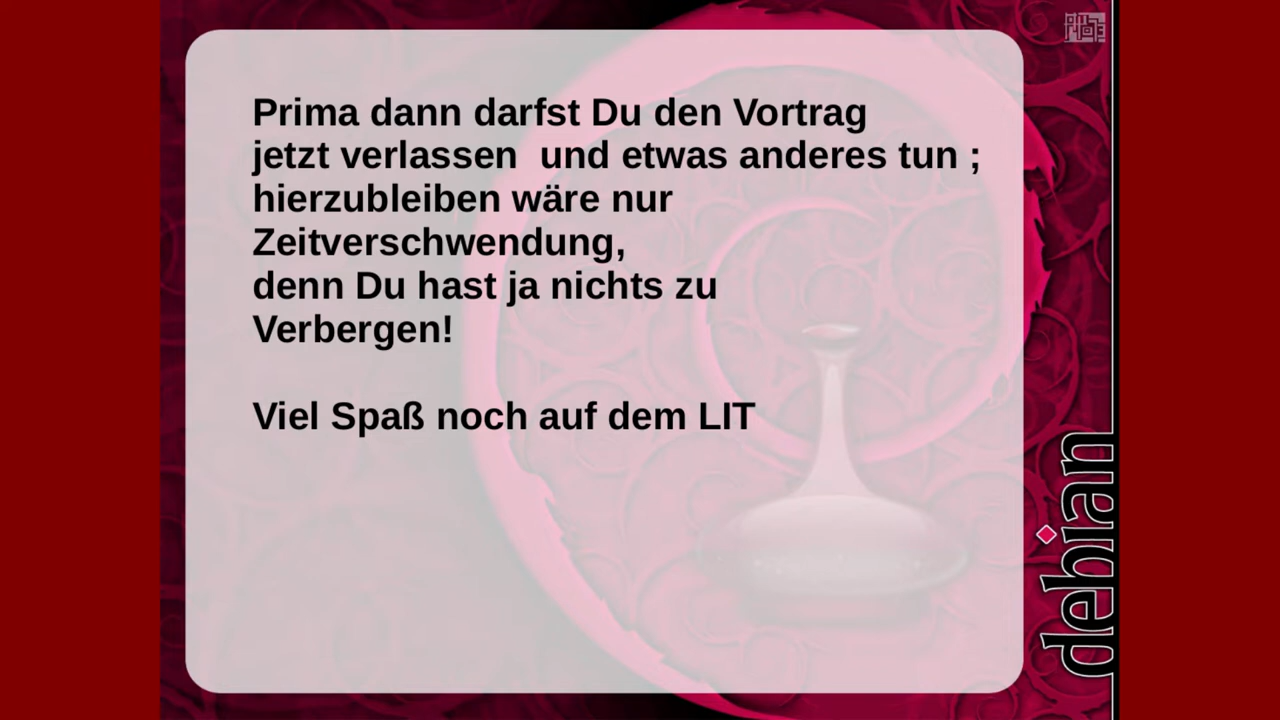 Prima dann darfst Du den Vortrag
jetzt verlassen  und etwas anderes tun ;
hierzubleiben wäre nur
Zeitverschwendung,
denn Du hast ja nichts zu
Verbergen!
Viel Spaß noch auf dem LIT
debian